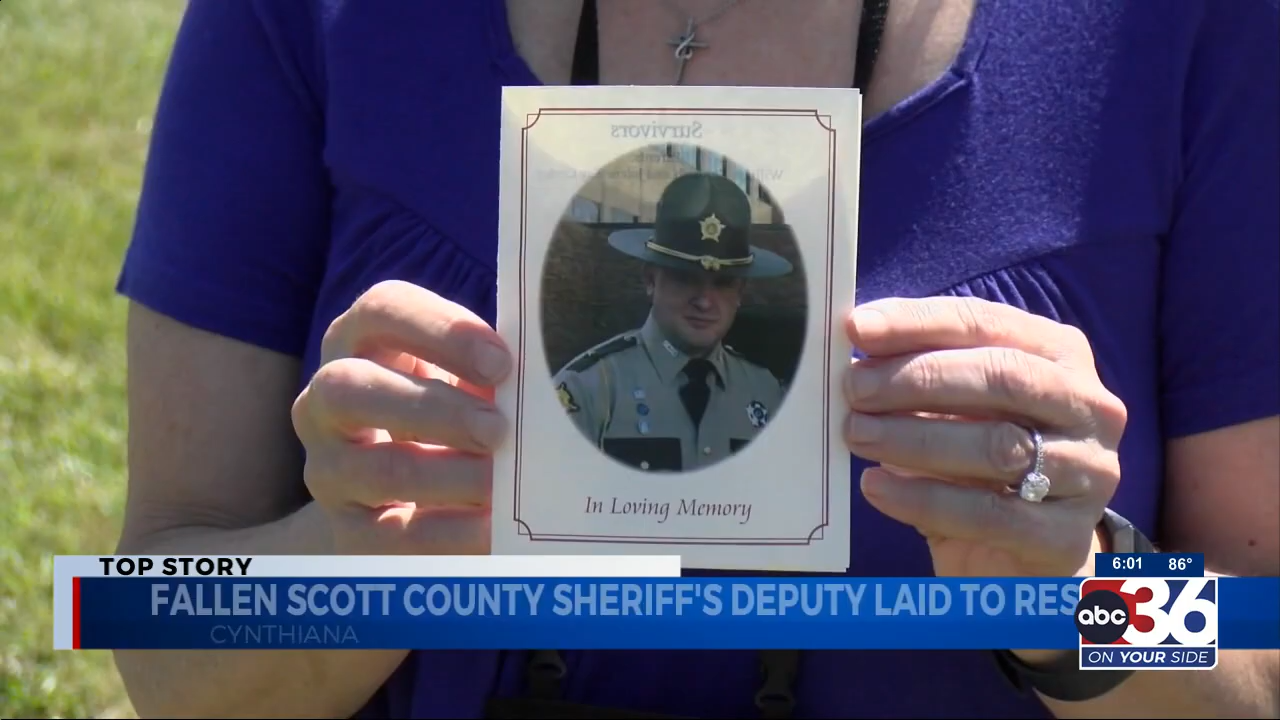 Survivors
In Loving Memory
TOP STORY
FALLEN SCOTT COUNTY SHERIFF'S DEPUTY LAID TO RES
CYNTHIANA
6:01 86°
abc 36
ON YOUR SIDE